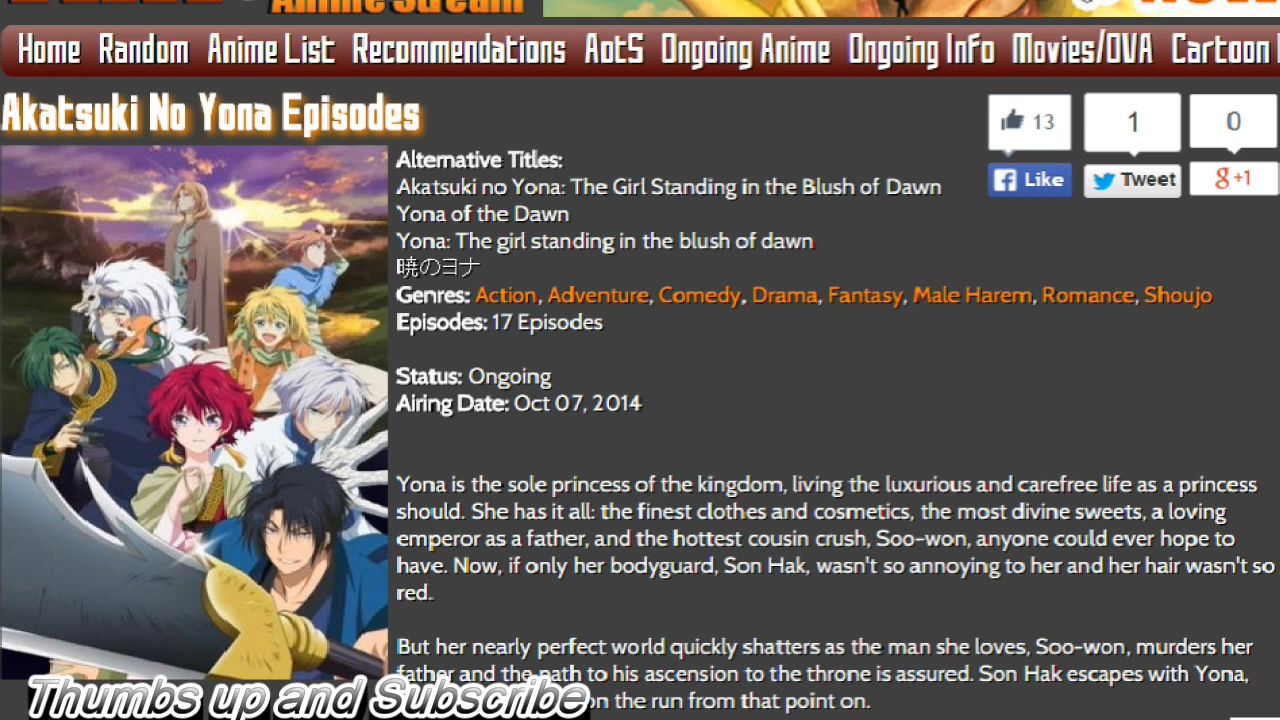 Anime Stream
Home Random Anime List Recommendations AotS Ongoing Anime Ongoing Info Movies/OVA Cartoon
Akatsuki No Yona Episodes
13
1
0
Like
Tweet
g+1
Alternative Titles:
Akatsuki no Yona: The Girl Standing in the Blush of Dawn
Yona of the Dawn
Yona: The girl standing in the blush of dawn
暁のヨナ
Genres: Action, Adventure, Comedy, Drama, Fantasy, Male Harem, Romance, Shoujo
Episodes: 17 Episodes
Status: Ongoing
Airing Date: Oct 07, 2014
Yona is the sole princess of the kingdom, living the luxurious and carefree life as a princess
should. She has it all: the finest clothes and cosmetics, the most divine sweets, a loving
emperor as a father, and the hottest cousin crush, Soo-won, anyone could ever hope to
have. Now, if only her bodyguard, Son Hak, wasn't so annoying to her and her hair wasn't so
red.
But her nearly perfect world quickly shatters as the man she loves, Soo-won, murders her
father and the path to his ascension to the throne is assured. Son Hak escapes with Yona,
on the run from that point on.
Thumbs up and Subscribe